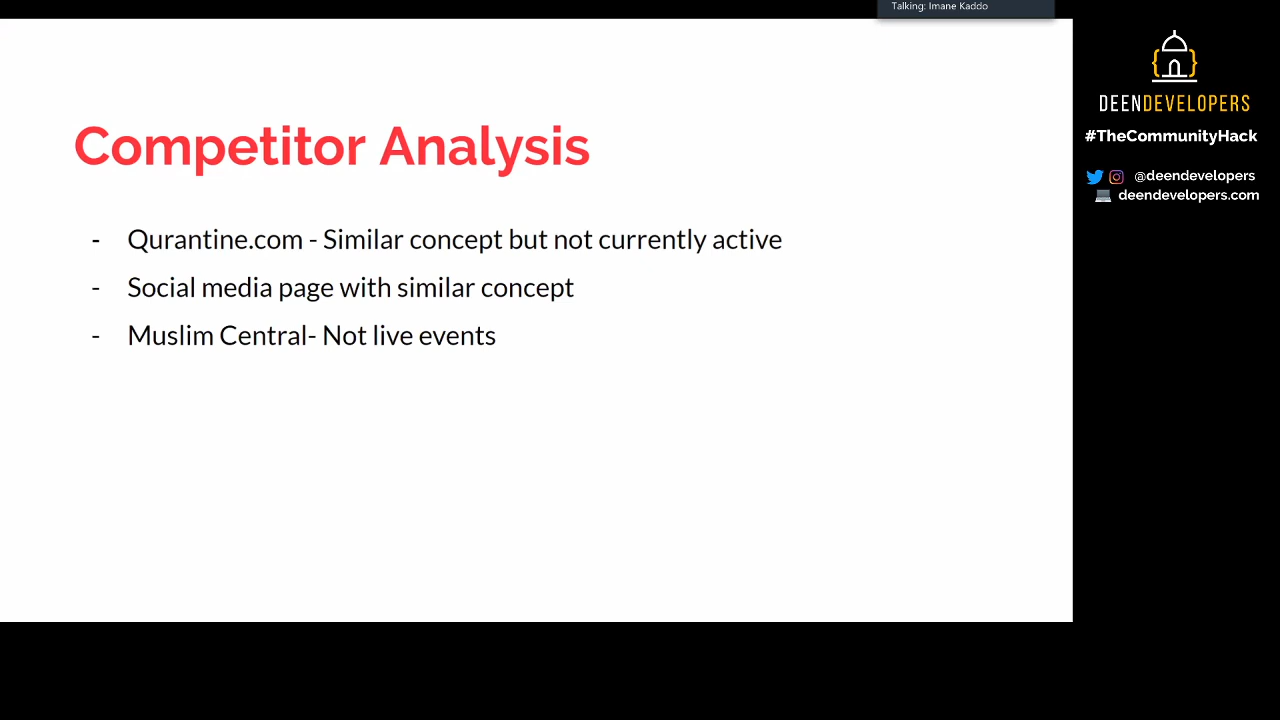 Talking: Imane Kaddo
Competitor Analysis
- Qurantine.com - Similar concept but not currently active
- Social media page with similar concept
- Muslim Central- Not live events
DEENDEVELOPERS
#TheCommunityHack
@deendevelopers
deendevelopers.com